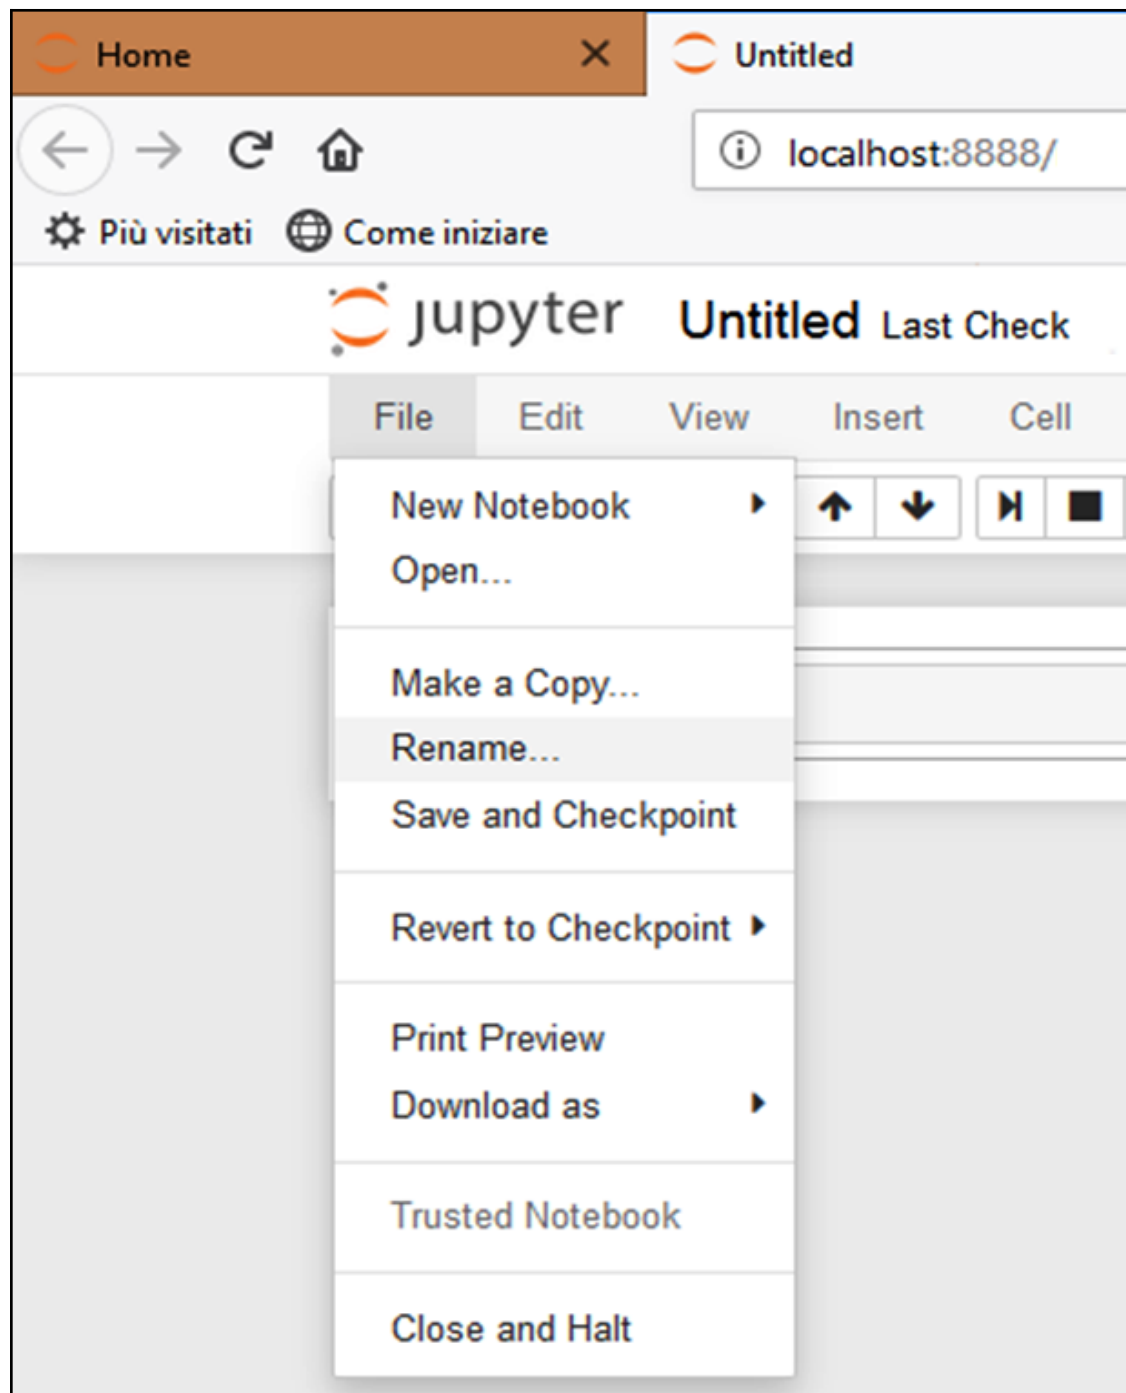 Home Untitled
localhost:8888/
Più visitati Come iniziare
jupyter Untitled Last Check
File Edit View Insert Cell
New Notebook
Open...
Make a Copy...
Rename...
Save and Checkpoint
Revert to Checkpoint
Print Preview
Download as
Trusted Notebook
Close and Halt